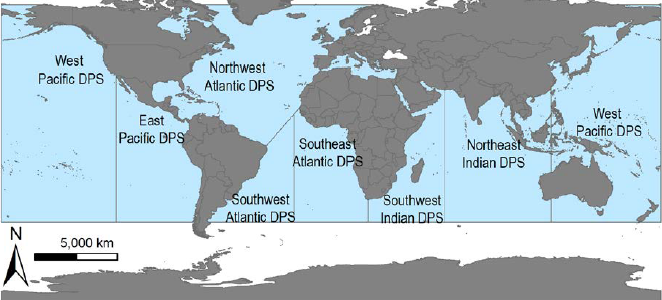 West
Pacific DPS
Northwest
Atlantic DPS
East
Pacific DPS
West
Pacific DPS
Southeast
Atlantic DPS
Northeast
Indian DPS
Southwest
Atlantic DPS
Southwest
Indian DPS
N
5,000 km